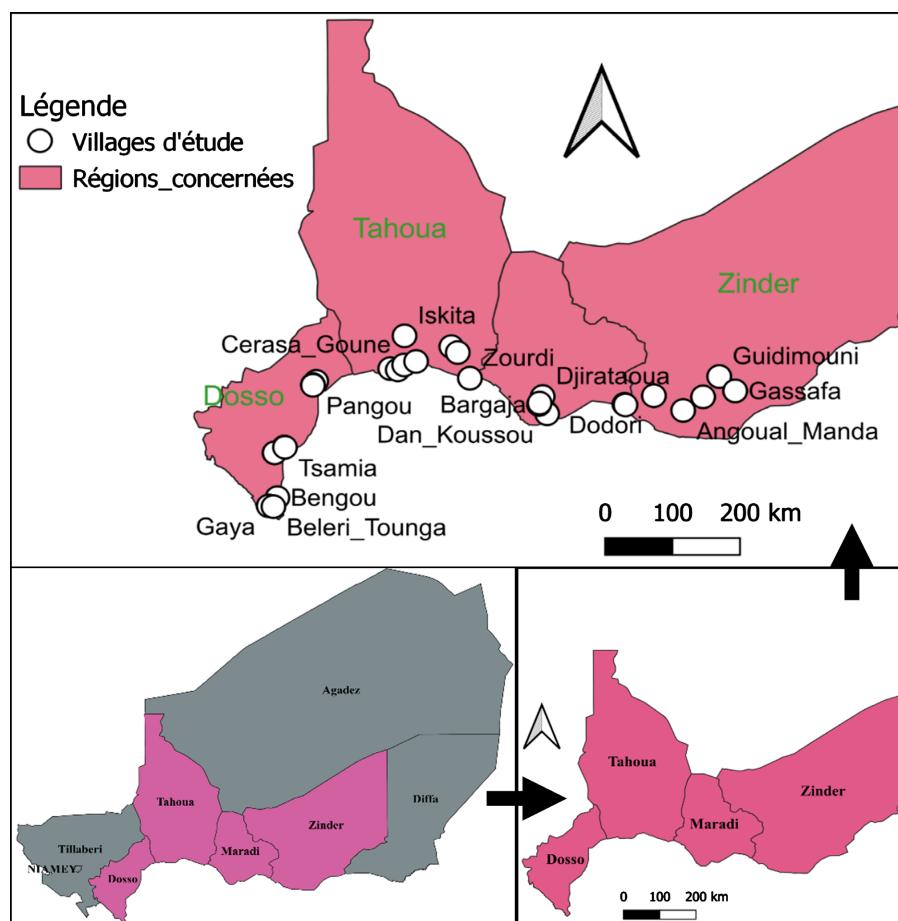 Légende
Villages d'étude
Régions_concernées
Tahoua
Zinder
Iskita
Cerasa_Goune
Zourdi
Guidimouni
Djirataoua
Gassafa
Dosso
Pangou
Bargaja
Dodori
Dan_Koussou
Angoual_Manda
Tsamia
Bengou
Gaya
Beleri_Tounga
0 100 200 km
Agadez
Tahoua
Diffa
Zinder
Tillaberi
Maradi
NIAMEY
Dosso
Tahoua
Zinder
Maradi
Dosso
0 100 200 km